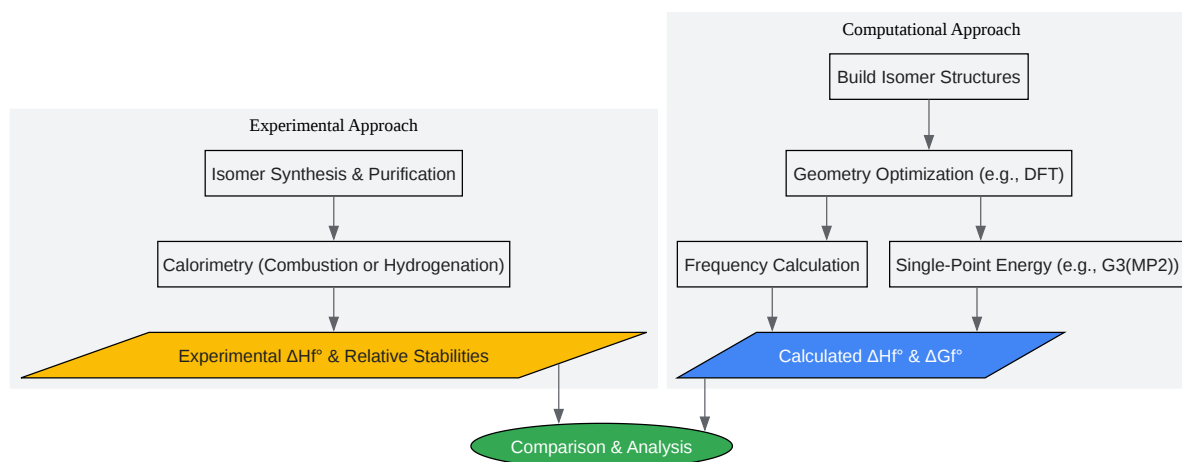 Computational Approach
Build Isomer Structures
Experimental Approach
Isomer Synthesis & Purification
Geometry Optimization (e.g., DFT)
Calorimetry (Combustion or Hydrogenation)
Frequency Calculation
Single-Point Energy (e.g., G3(MP2))
Experimental ΔHf° & Relative Stabilities
Calculated ΔHf° & ΔGf°
Comparison & Analysis